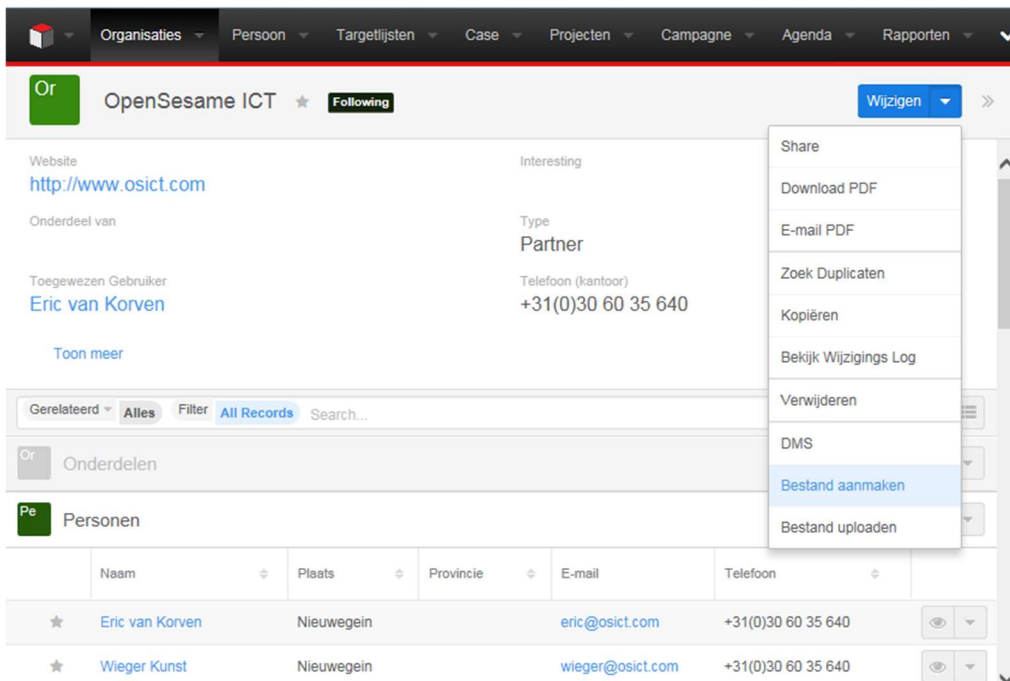 Organisaties Persoon Targetlijsten Case Projecten Campagne Agenda Rapporten
Or OpenSesame ICT Following Wijzigen
Website Interesting
http://www.osict.com
Onderdeel van Type
Partner
Toegewezen Gebruiker Telefoon (kantoor)
Eric van Korven +31(0)30 60 35 640
Toon meer
Share
Download PDF
E-mail PDF
Zoek Duplicaten
Kopiëren
Bekijk Wijzigings Log
Verwijderen
DMS
Bestand aanmaken
Bestand uploaden
Gerelateerd Alles Filter All Records Search...
Or Onderdelen
Pe Personen
Naam Plaats Provincie E-mail Telefoon
Eric van Korven Nieuwegein eric@osict.com +31(0)30 60 35 640
Wieger Kunst Nieuwegein wieger@osict.com +31(0)30 60 35 640